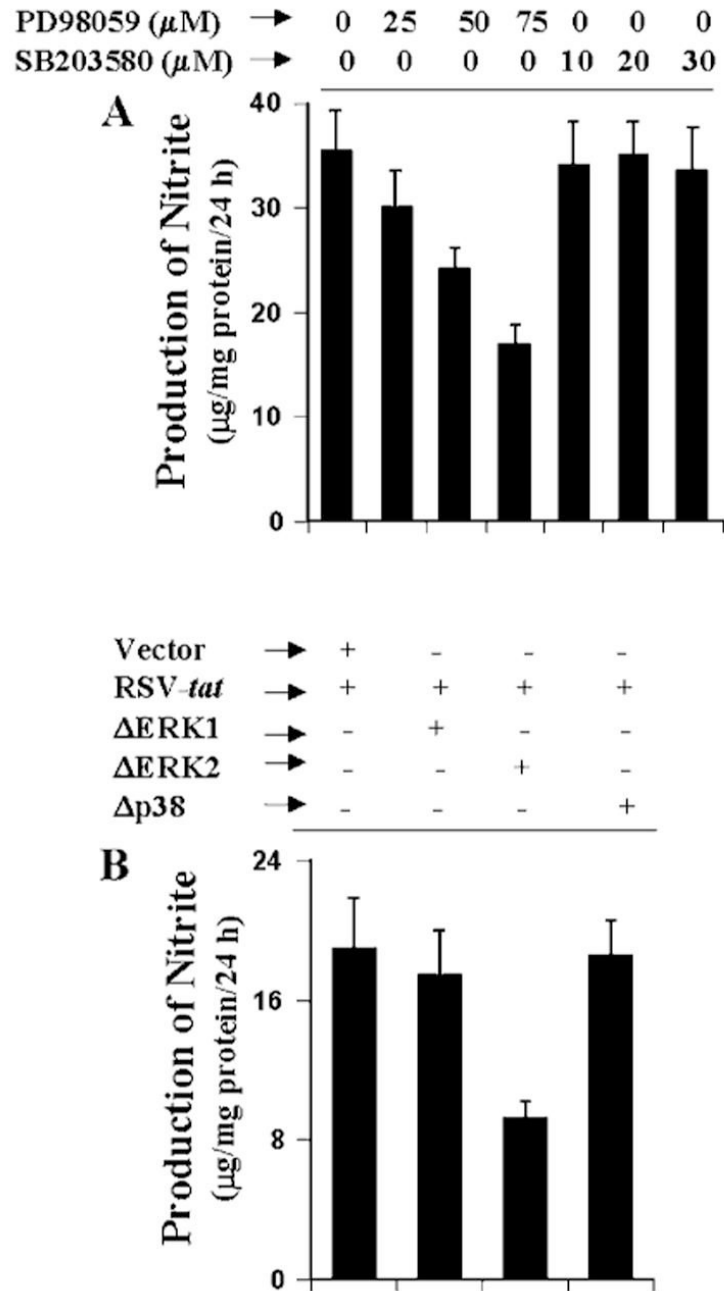 PD98059 (μM) 0 25 50 75 0 0 0
SB203580 (μM) 0 0 0 0 10 20 30
A
Production of Nitrite
(μg/mg protein/24 h)
40
30
20
10
0
Vector + - - -
RSV-tat + + + +
ΔERK1 - + - -
ΔERK2 - - + -
Δp38 - - - +
B
Production of Nitrite
(μg/mg protein/24 h)
24
16
8
0